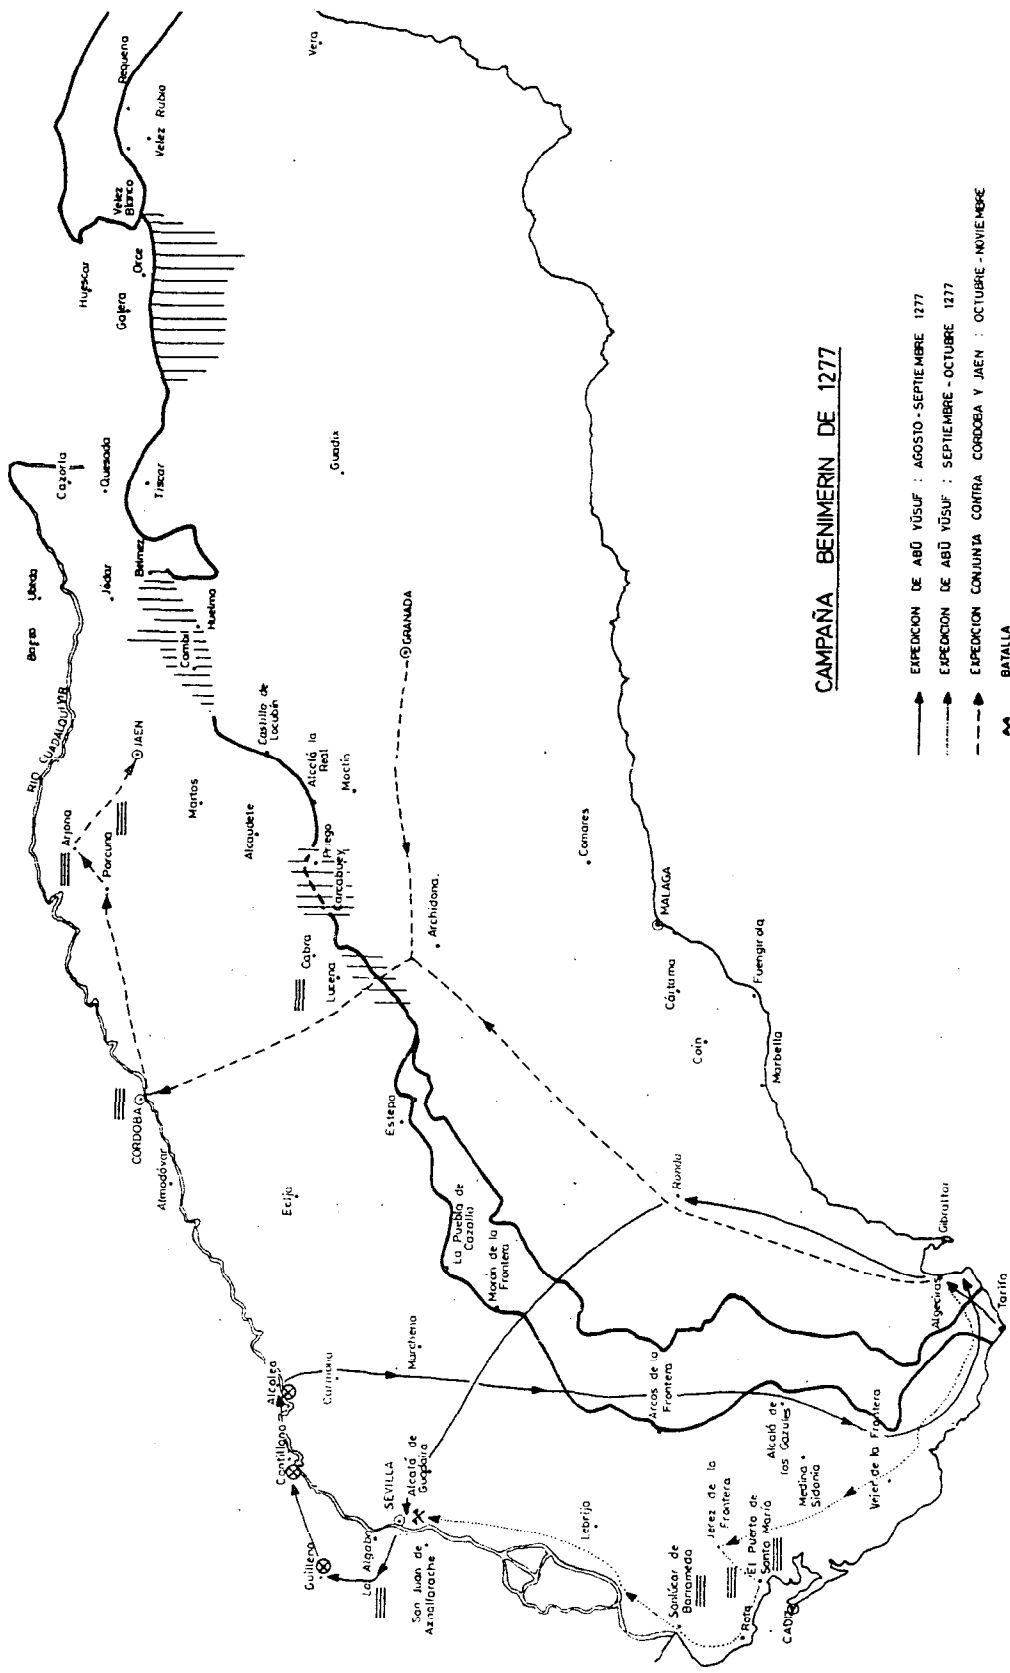 CAMPAÑA BENIMERIN DE 1277
EXPEDICION DE ABŪ YŪSUF : AGOSTO - SEPTIEMBRE 1277
EXPEDICION DE ABŪ YŪSUF : SEPTIEMBRE - OCTUBRE 1277
EXPEDICION CONJUNTA CONTRA CORDOBA Y JAEN : OCTUBRE - NOVIEMBRE
BATALLA
Guillena
Cantillana
Alcolea
La Algaba
SEVILLA
Alcalá de
Guadaira
San Juan de
Aznalfarache
Carmona
Marchena
Lebrija
Sanlúcar de
Barrameda
Rota
CADIZ
El Puerto de
Santa María
Jerez de la
Frontera
Medina
Sidonia
Alcalá de
los Gazules
Vejer de la Frontera
Arcos de la
Frontera
Morón de la
Frontera
La Puebla de
Cazalla
Ecija
Estepa
Almodóvar
CORDOBA
Algeciras
Tarifa
Gibraltar
Ronda
Marbella
Fuengirola
Coin
Cártama
MALAGA
Comares
Archidona.
Lucena
Cabra
Carcabuey
Priego
Alcalá la
Real
Moclín
Castillo de
Locubín
Alcaudete
Martos
Porcuna
Arjona
JAEN
RIO GUADALQUIVIR
GRANADA
Cambil
Huelma
Belmez
Jódar
Baeza
Ubeda
Cazorla
Quesada
Tiscar
Guadix
Galera
Huéscar
Orce
Velez
Blanco
Velez Rubio
Requena
Vera